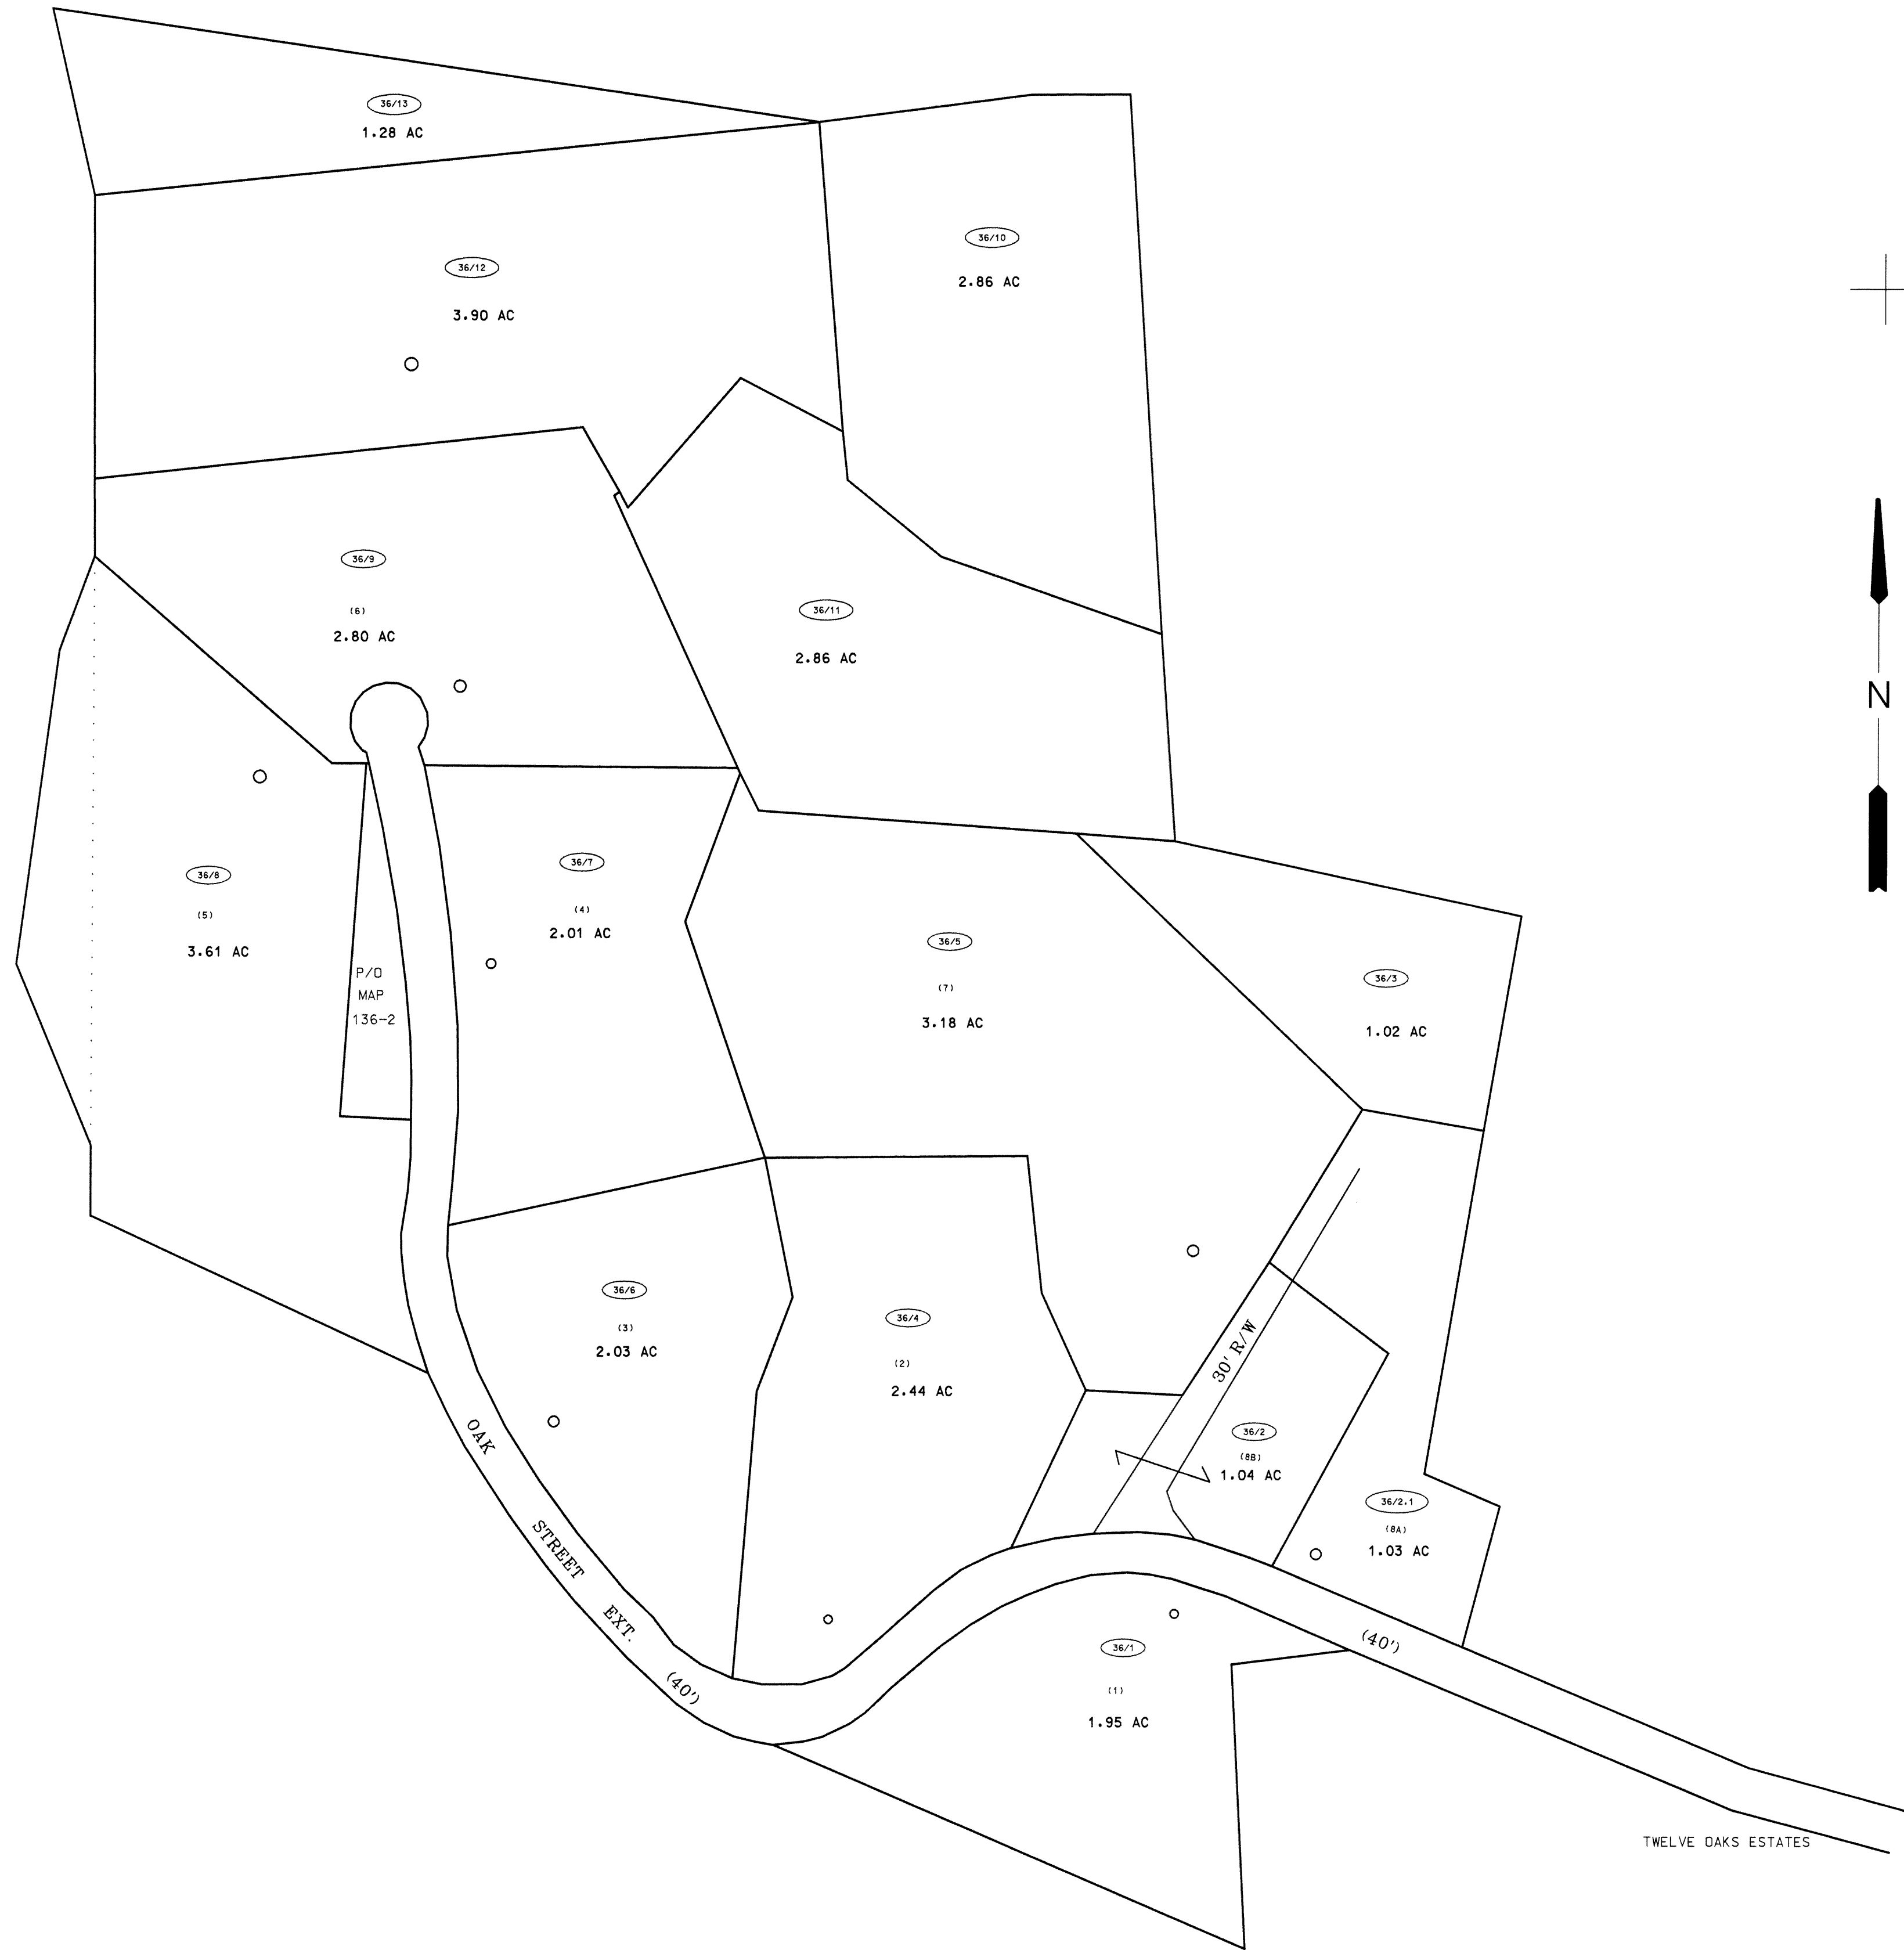 36/13
1.28 AC
36/10
2.86 AC
36/12
3.90 AC
36/9
(6)
2.80 AC
36/11
2.86 AC
N
36/8
(5)
3.61 AC
P/O
MAP
136-2
36/7
(4)
2.01 AC
36/5
(7)
3.18 AC
36/3
1.02 AC
36/6
(3)
2.03 AC
36/4
(2)
2.44 AC
30' R/W
36/2
(8B)
1.04 AC
36/2.1
(8A)
1.03 AC
OAK
STREET
EXT.
(40')
36/1
(1)
1.95 AC
(40')
TWELVE OAKS ESTATES